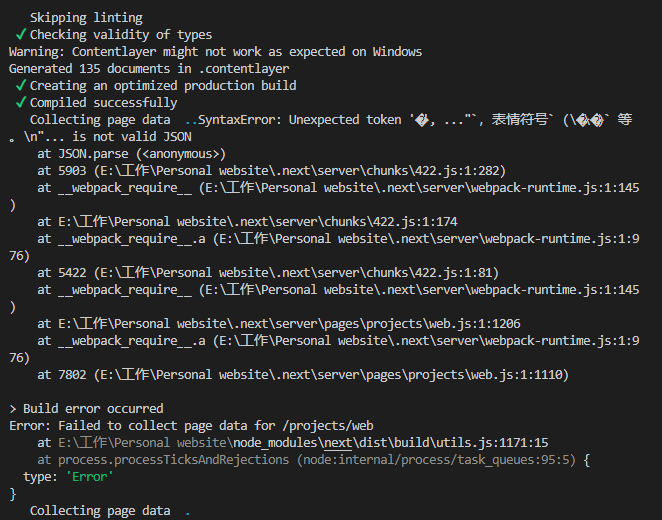 Skipping linting
✓ Checking validity of types
Warning: Contentlayer might not work as expected on Windows
Generated 135 documents in .contentlayer
✓ Creating an optimized production build
✓ Compiled successfully
Collecting page data ..SyntaxError: Unexpected token '�, ..."`, 表情符号` (\�x�)` 等
。\n"... is not valid JSON
at JSON.parse (<anonymous>)
at 5903 (E:\工作\Personal website\.next\server\chunks\422.js:1:282)
at __webpack_require__ (E:\工作\Personal website\.next\server\webpack-runtime.js:1:145
)
at E:\工作\Personal website\.next\server\chunks\422.js:1:174
at __webpack_require__.a (E:\工作\Personal website\.next\server\webpack-runtime.js:1:9
76)
at 5422 (E:\工作\Personal website\.next\server\chunks\422.js:1:81)
at __webpack_require__ (E:\工作\Personal website\.next\server\webpack-runtime.js:1:145
)
at E:\工作\Personal website\.next\server\pages\projects\web.js:1:1206
at __webpack_require__.a (E:\工作\Personal website\.next\server\webpack-runtime.js:1:9
76)
at 7802 (E:\工作\Personal website\.next\server\pages\projects\web.js:1:1110)
> Build error occurred
Error: Failed to collect page data for /projects/web
at E:\工作\Personal website\node_modules\next\dist\build\utils.js:1171:15
at process.processTicksAndRejections (node:internal/process/task_queues:95:5) {
type: 'Error'
}
Collecting page data .